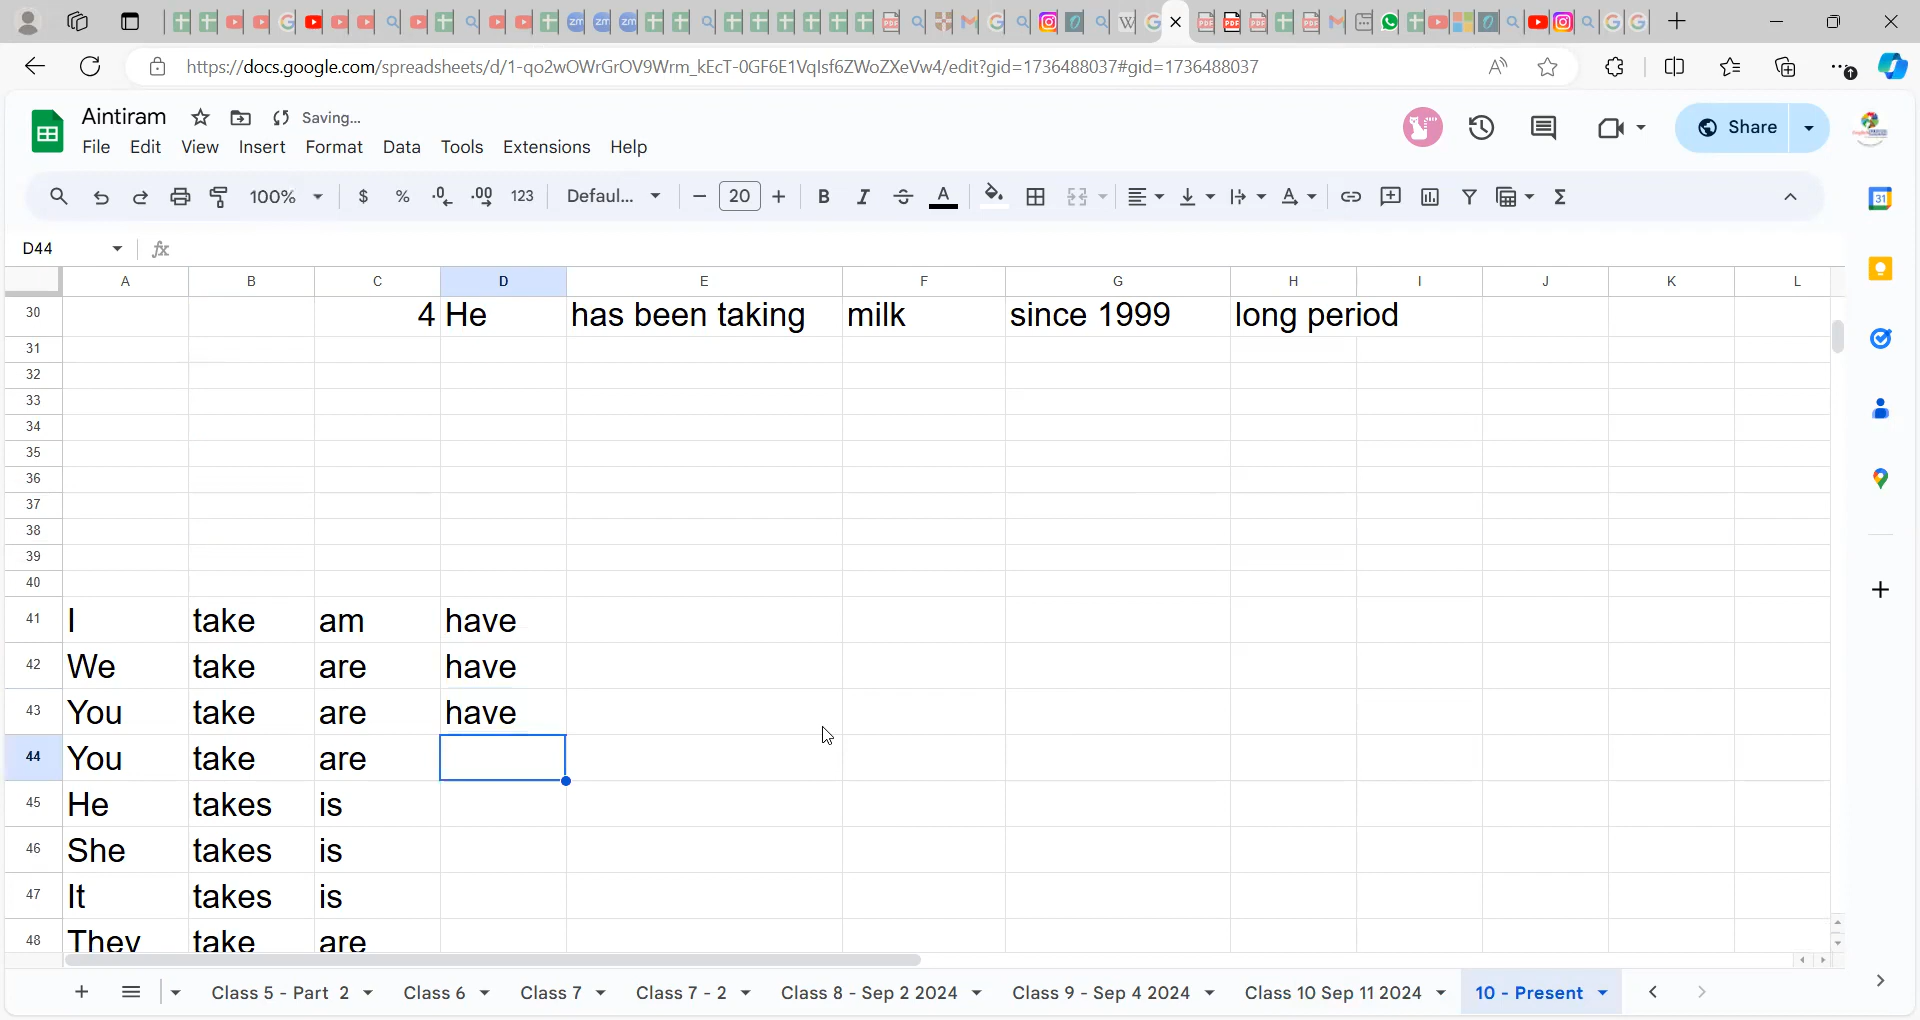 https://docs.google.com/spreadsheets/d/1-qo2wOWrGrOV9Wrm_kEcT-0GF6E1VqIsf6ZWoZXeVw4/edit?gid=1736488037#gid=1736488037
Aintiram Saving...
File Edit View Insert Format Data Tools Extensions Help
Share
100% $ % .0 .00 123 Defaul... 20 B I A
D44 fx
A B C D E F G H I J K L
30 4 He has been taking milk since 1999 long period
31
32
33
34
35
36
37
38
39
40
41 I take am have
42 We take are have
43 You take are have
44 You take are
45 He takes is
46 She takes is
47 It takes is
48 They take are
Class 5 - Part 2 Class 6 Class 7 Class 7 - 2 Class 8 - Sep 2 2024 Class 9 - Sep 4 2024 Class 10 Sep 11 2024 10 - Present